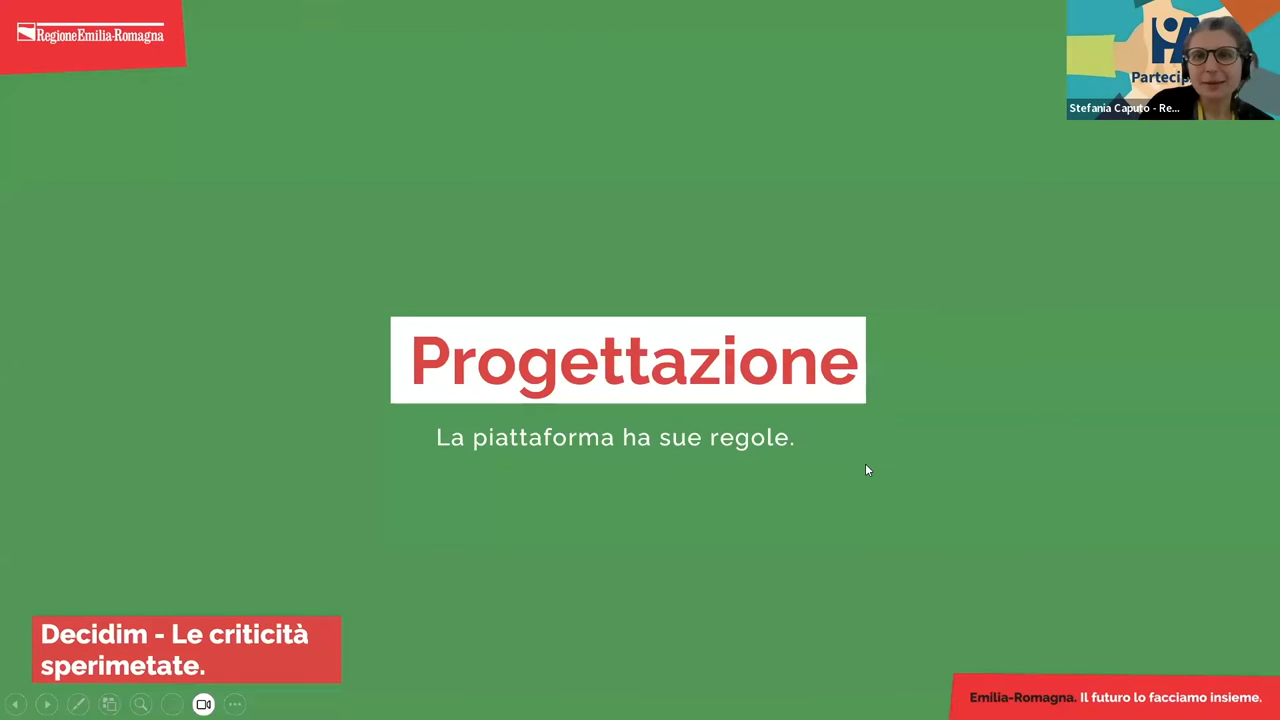 RegioneEmilia-Romagna
Partecip
Stefania Caputo - Re...
Progettazione
La piattaforma ha sue regole.
Decidim - Le criticità
sperimetate.
Emilia-Romagna. Il futuro lo facciamo insieme.